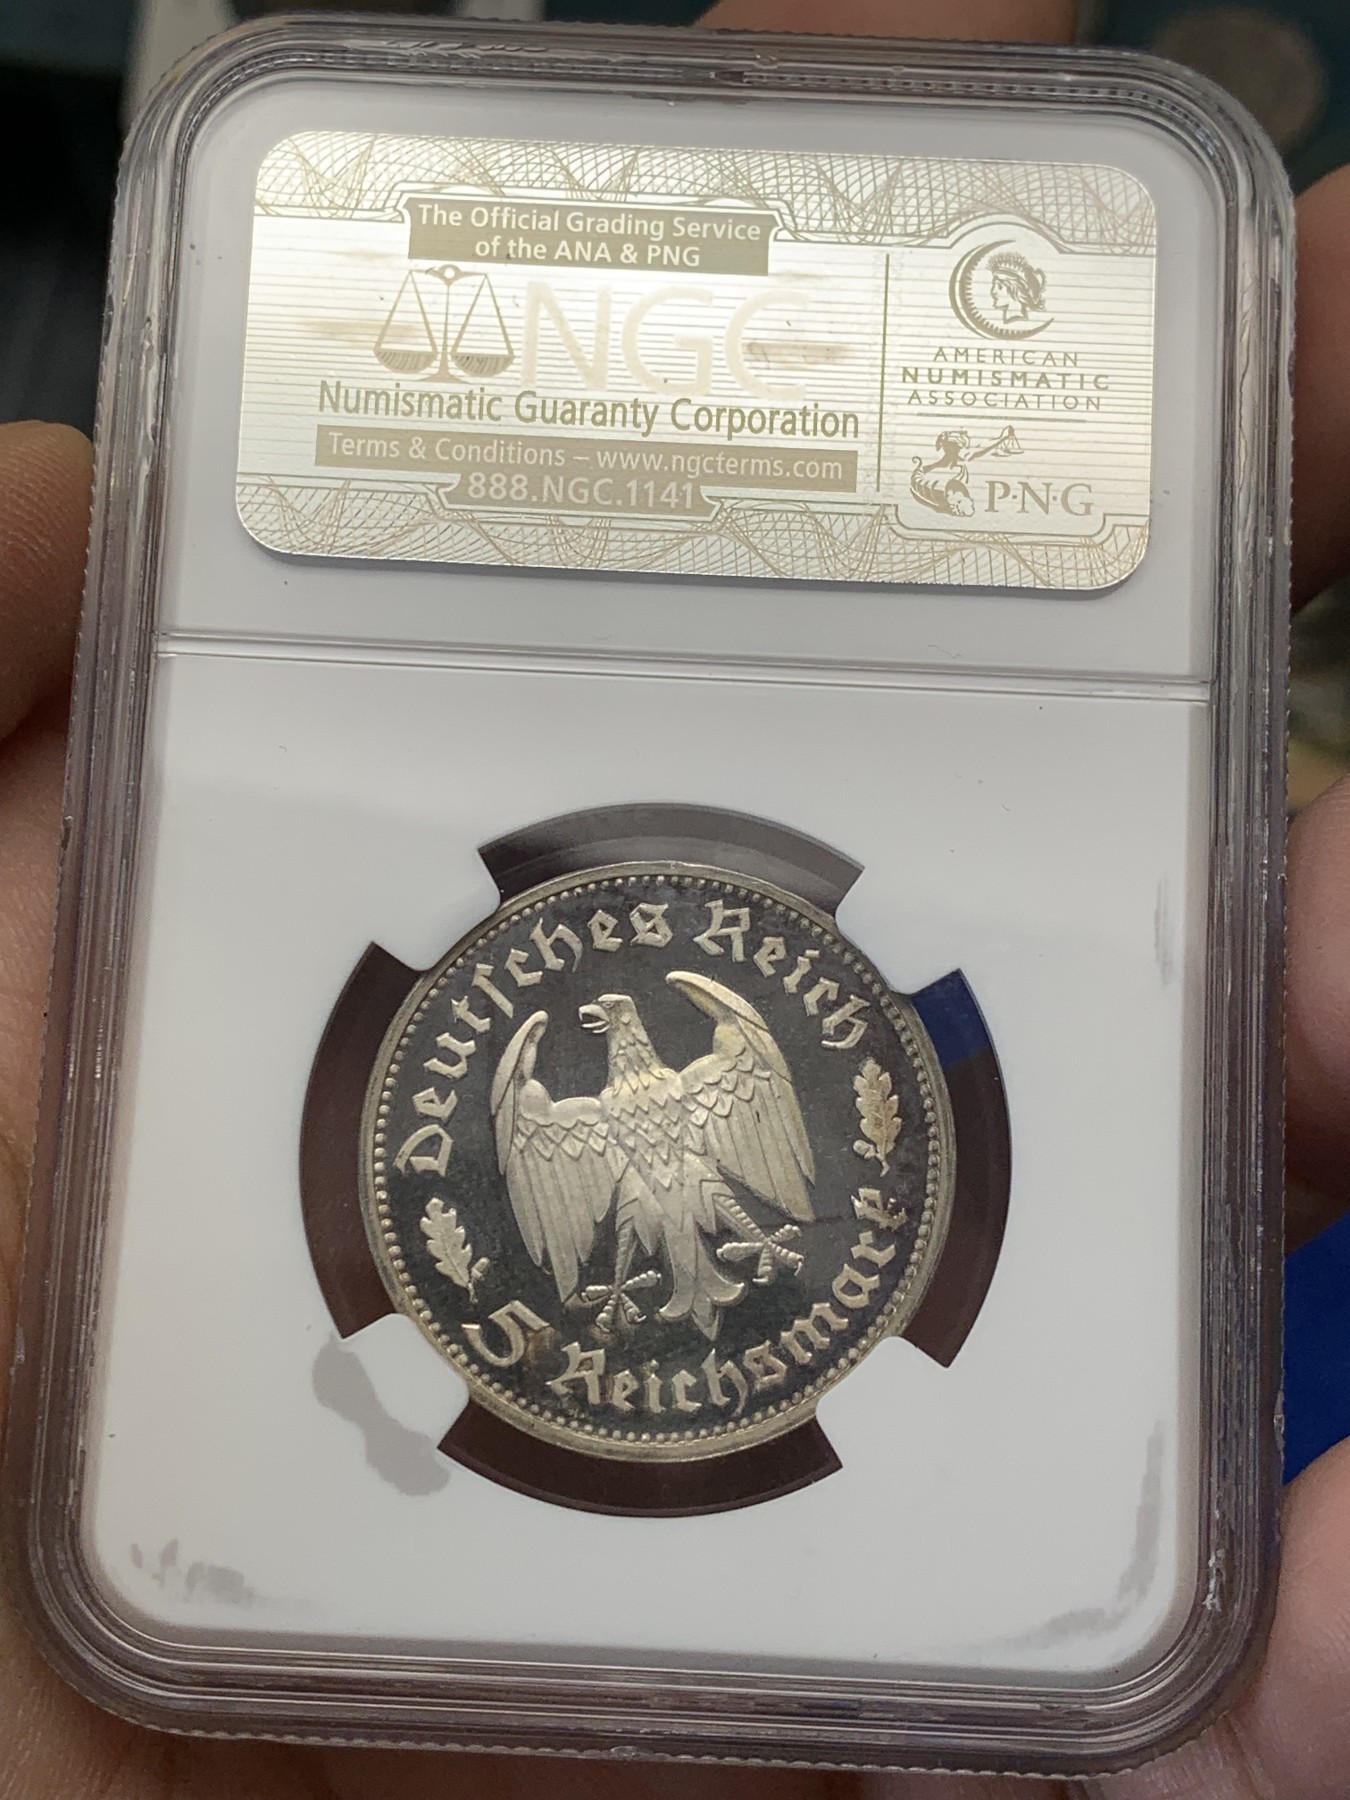 The Official Grading Service
of the ANA & PNG
NGC
Numismatic Guaranty Corporation
Terms & Conditions – www.ngcterms.com
888.NGC.1141
AMERICAN
NUMISMATIC
ASSOCIATION
P·N·G
Deutsches Reich
5 Reichsmark